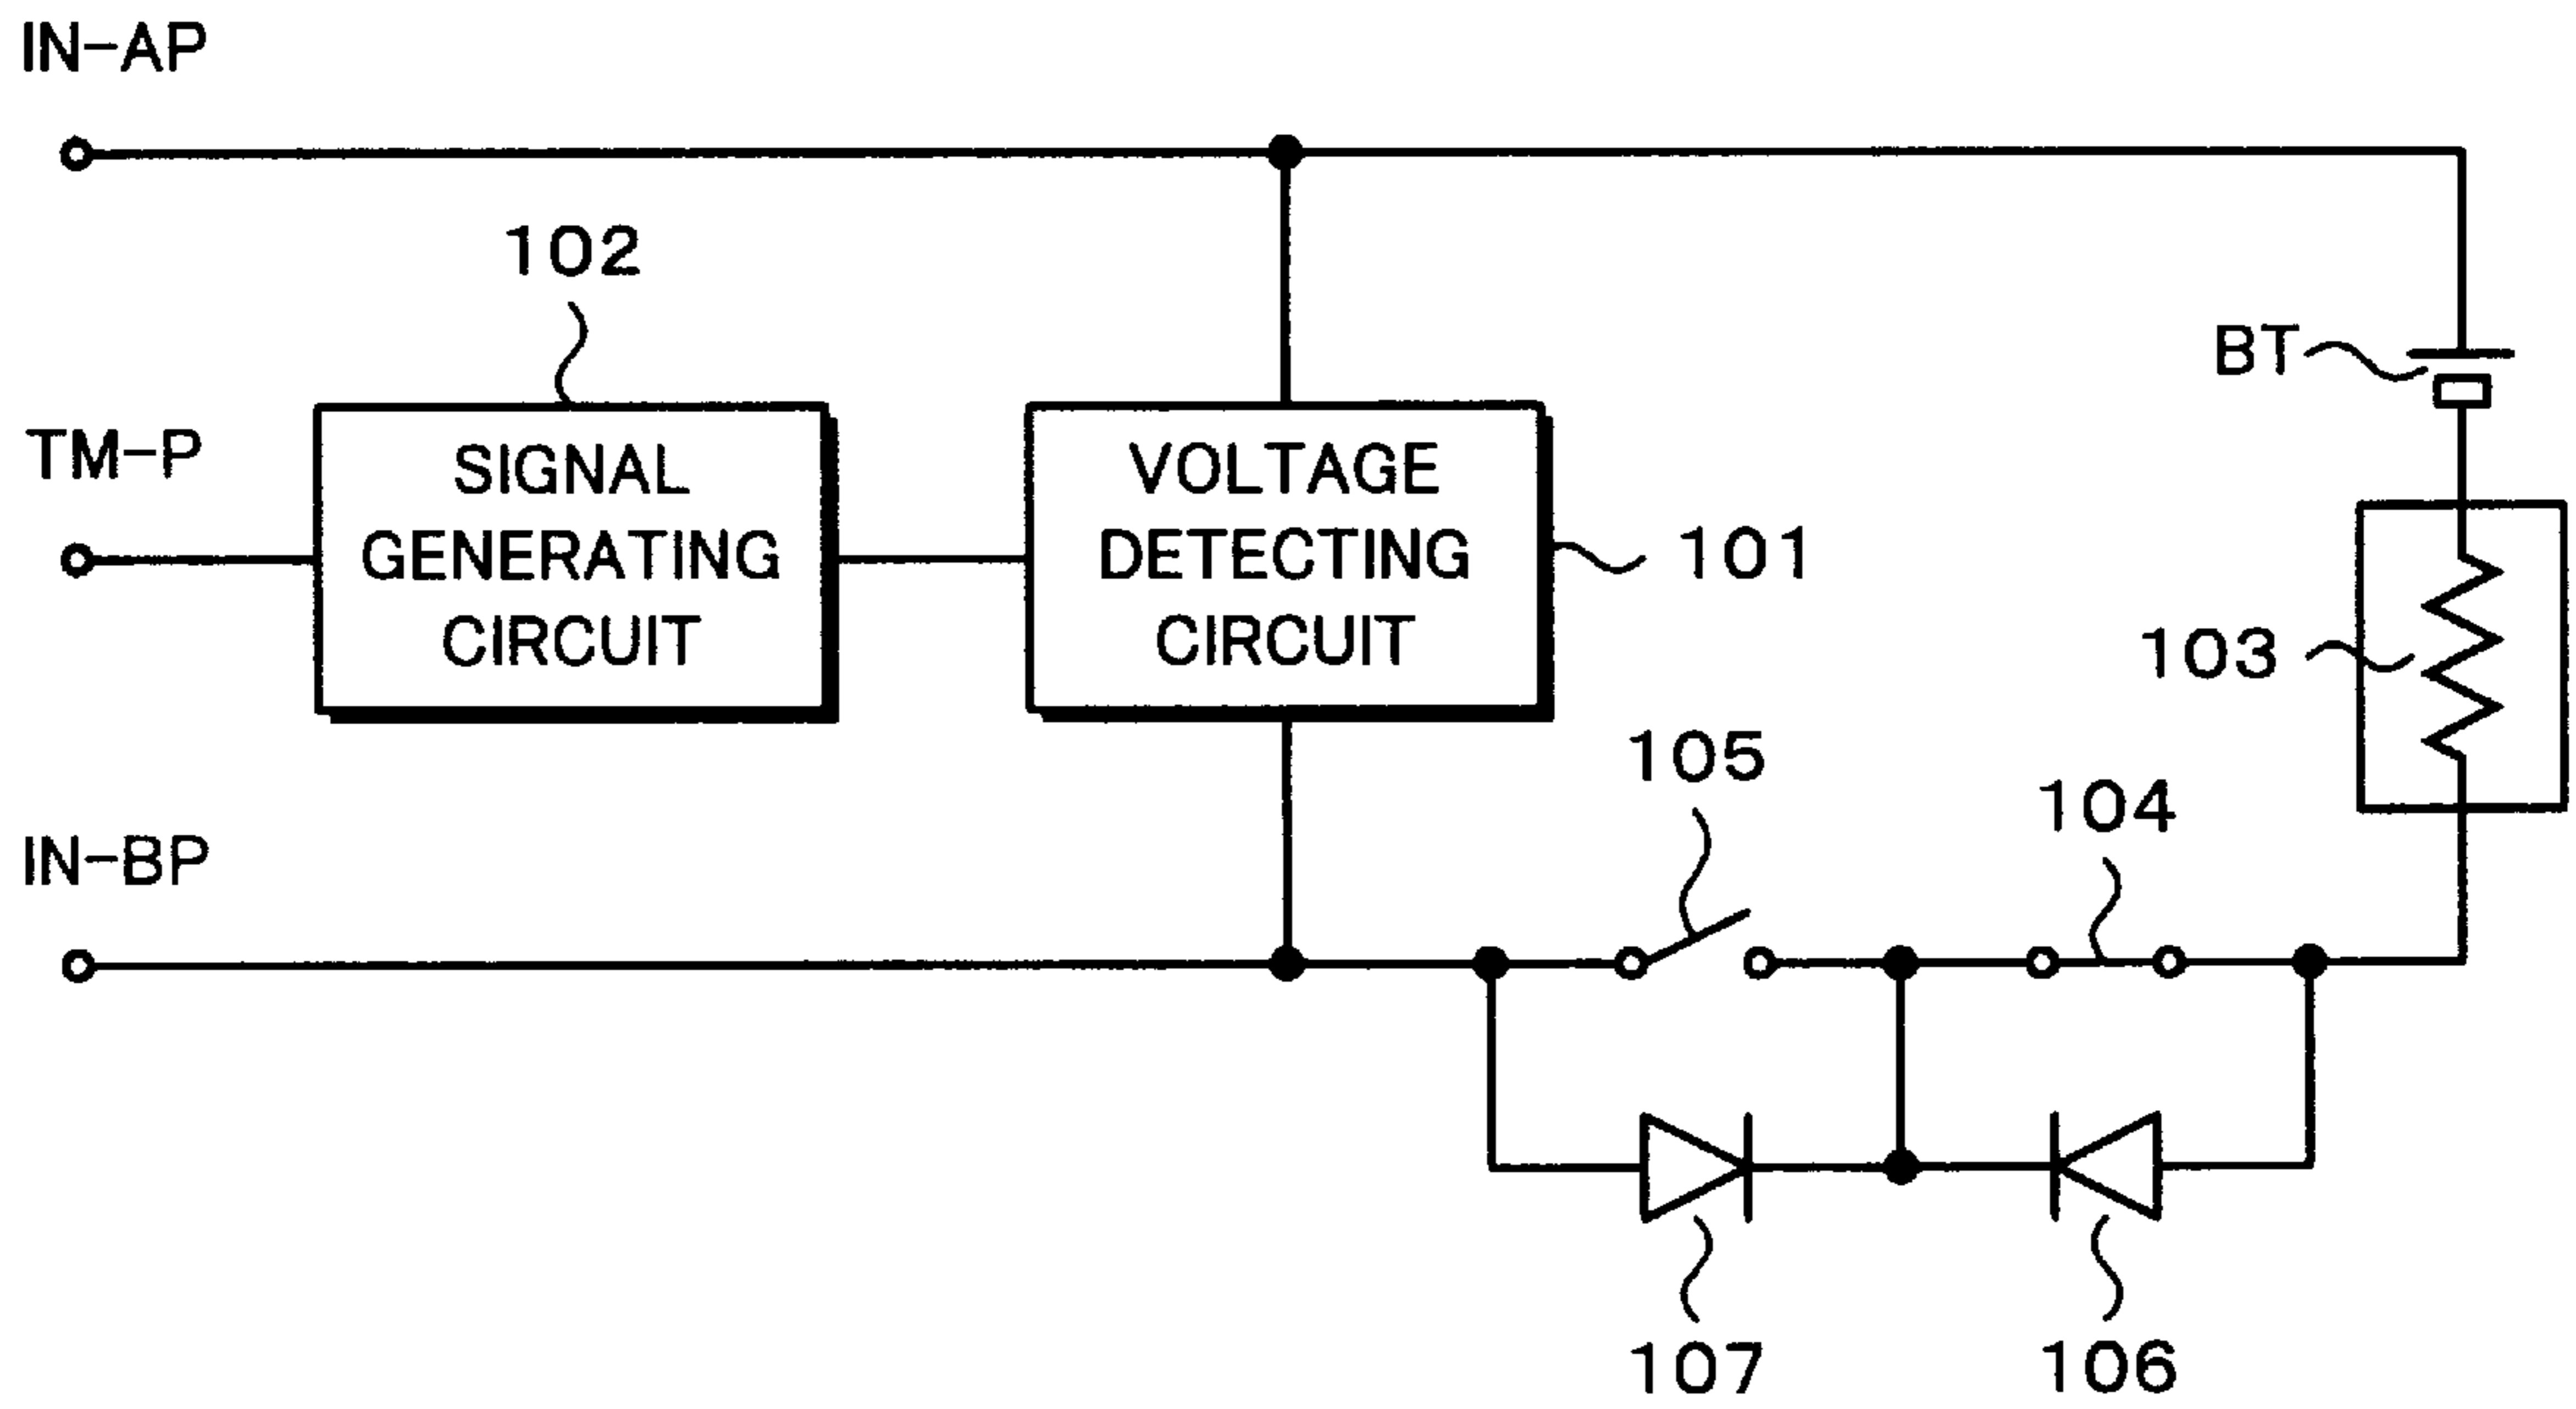 IN-AP
102
BT
TM-P
SIGNAL
GENERATING
CIRCUIT
VOLTAGE
DETECTING
CIRCUIT
101
103
105
104
IN-BP
107
106